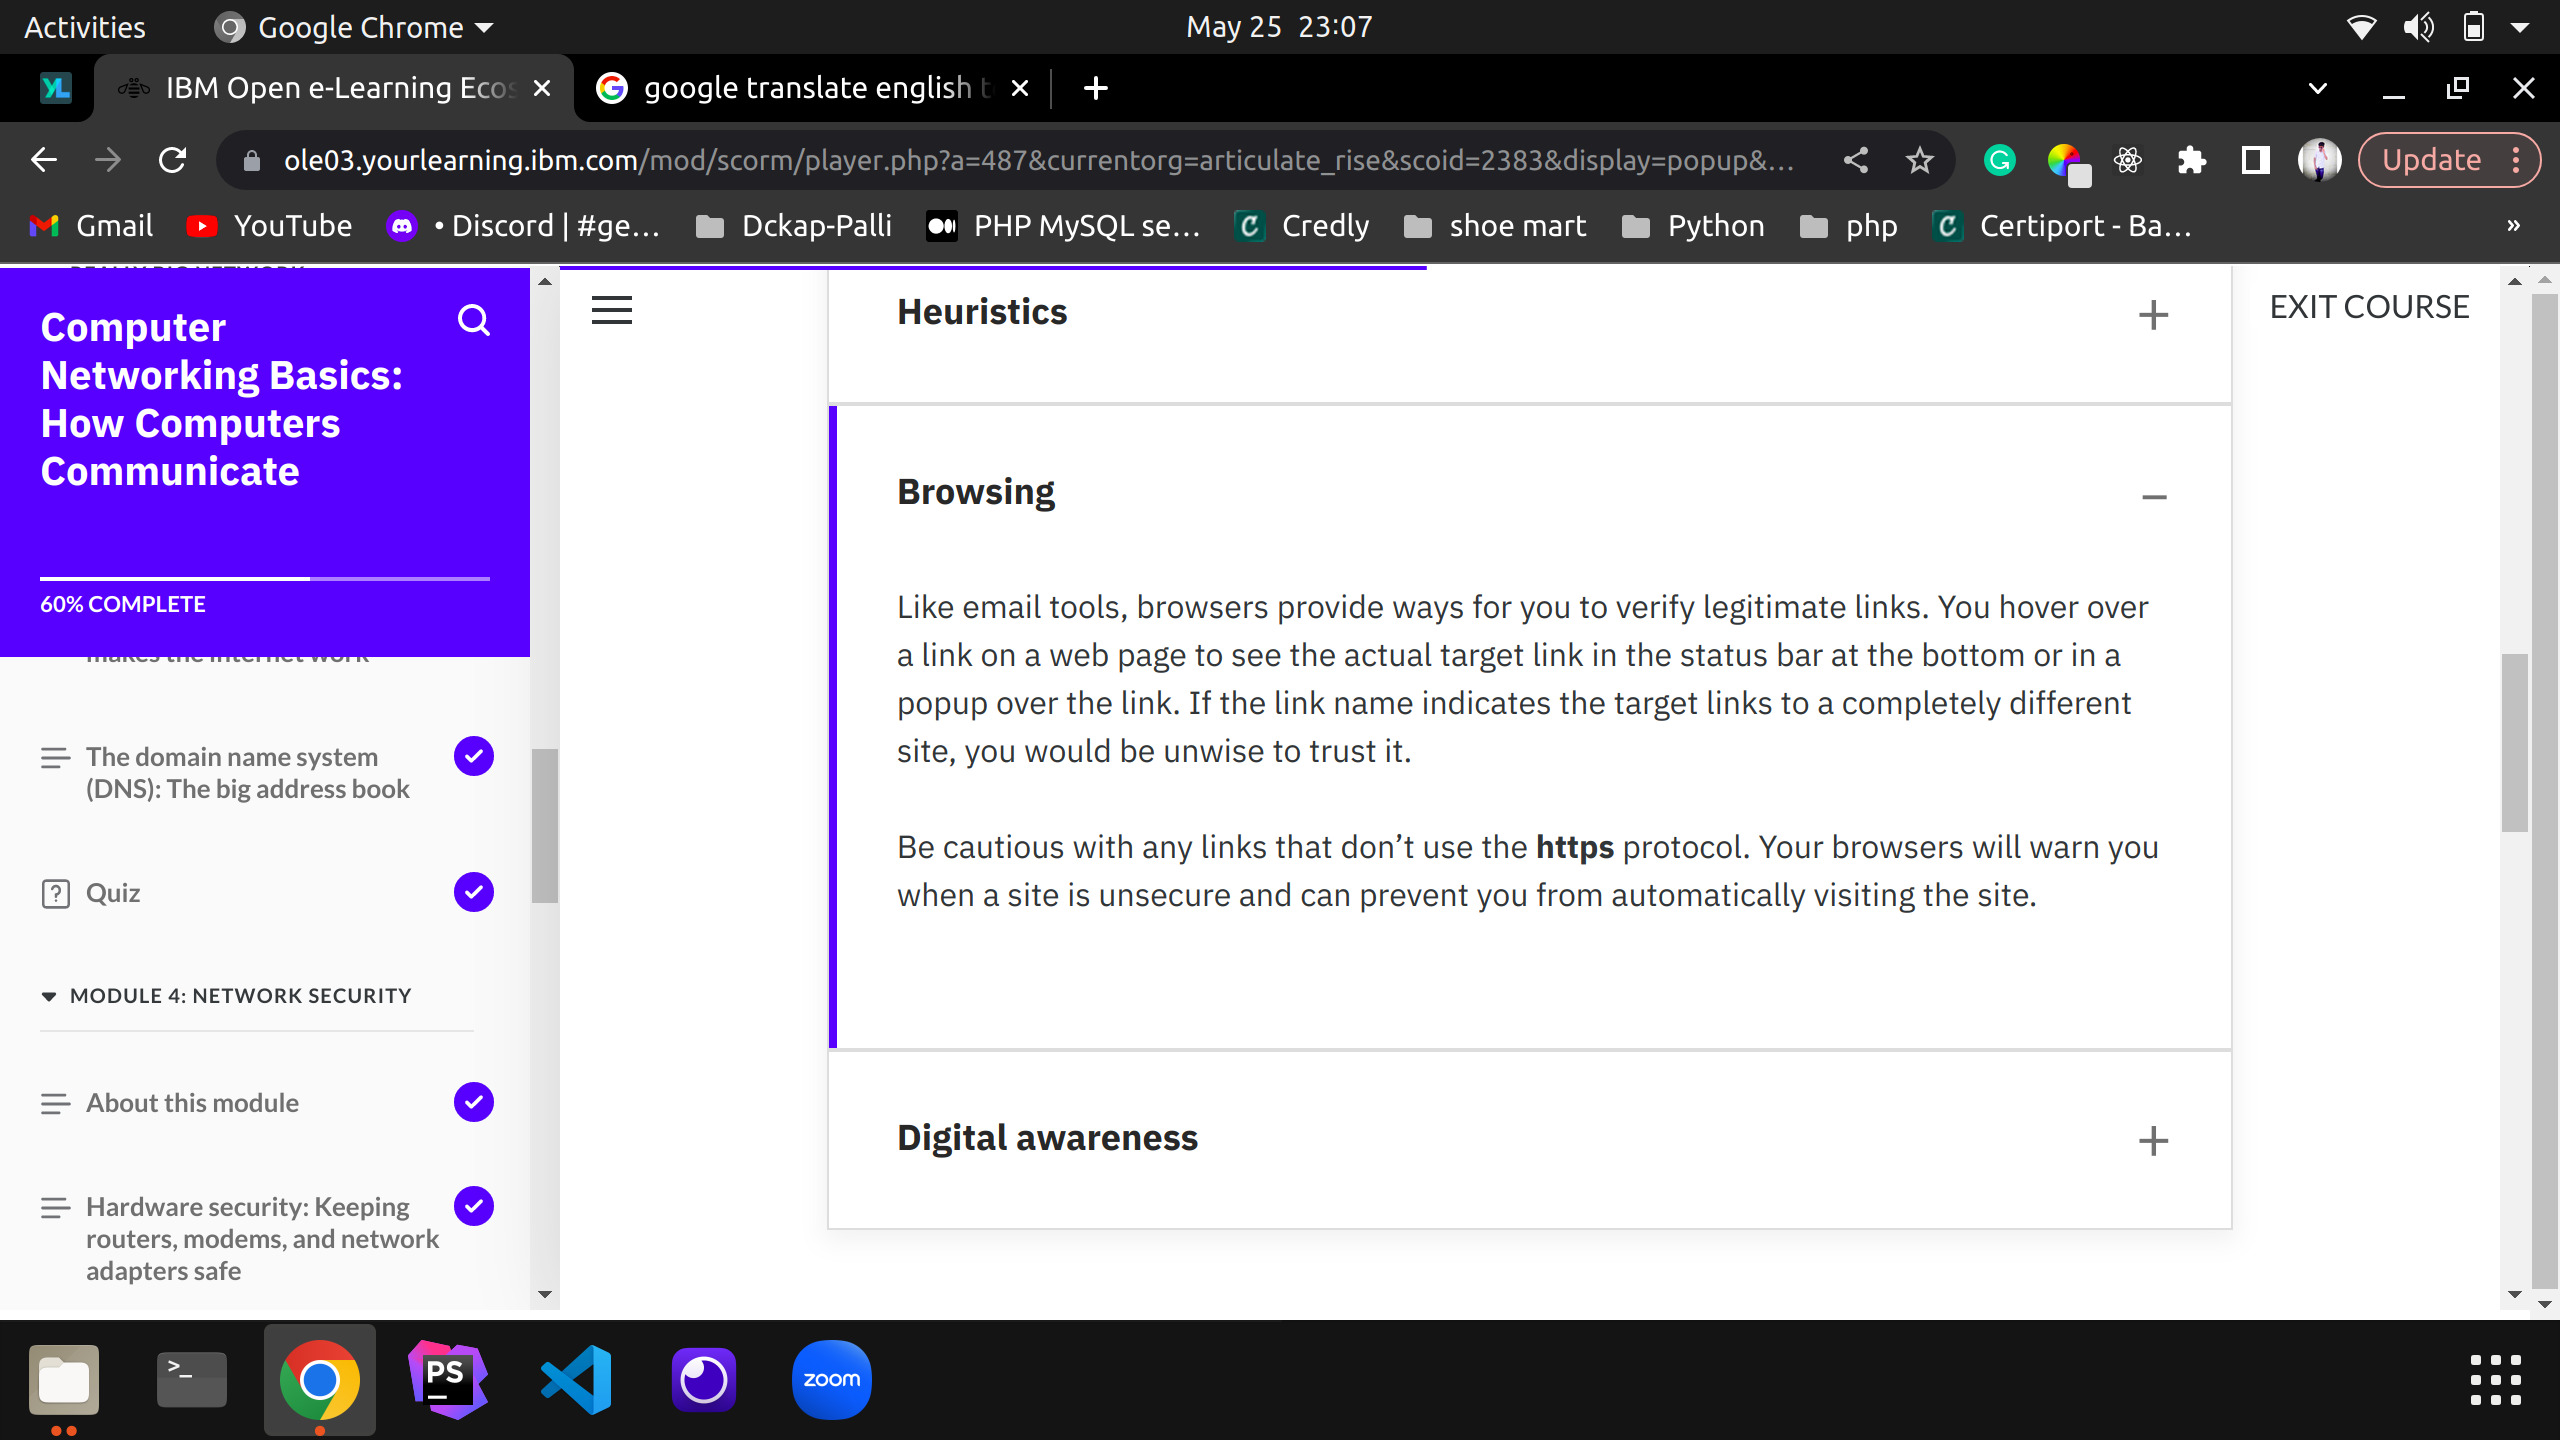 Activities
Google Chrome
May 25 23:07
IBM Open e-Learning Ecos
google translate english t
ole03.yourlearning.ibm.com/mod/scorm/player.php?a=487&currentorg=articulate_rise&scoid=2383&display=popup&...
Update
Gmail
YouTube
• Discord | #ge...
Dckap-Palli
PHP MySQL se...
Credly
shoe mart
Python
php
Certiport - Ba...
»
Computer
Networking Basics:
How Computers
Communicate
60% COMPLETE
makes the internet work
The domain name system
(DNS): The big address book
Quiz
MODULE 4: NETWORK SECURITY
About this module
Hardware security: Keeping
routers, modems, and network
adapters safe
EXIT COURSE
Heuristics
Browsing
Like email tools, browsers provide ways for you to verify legitimate links. You hover over
a link on a web page to see the actual target link in the status bar at the bottom or in a
popup over the link. If the link name indicates the target links to a completely different
site, you would be unwise to trust it.
Be cautious with any links that don’t use the https protocol. Your browsers will warn you
when a site is unsecure and can prevent you from automatically visiting the site.
Digital awareness
PS
zoom